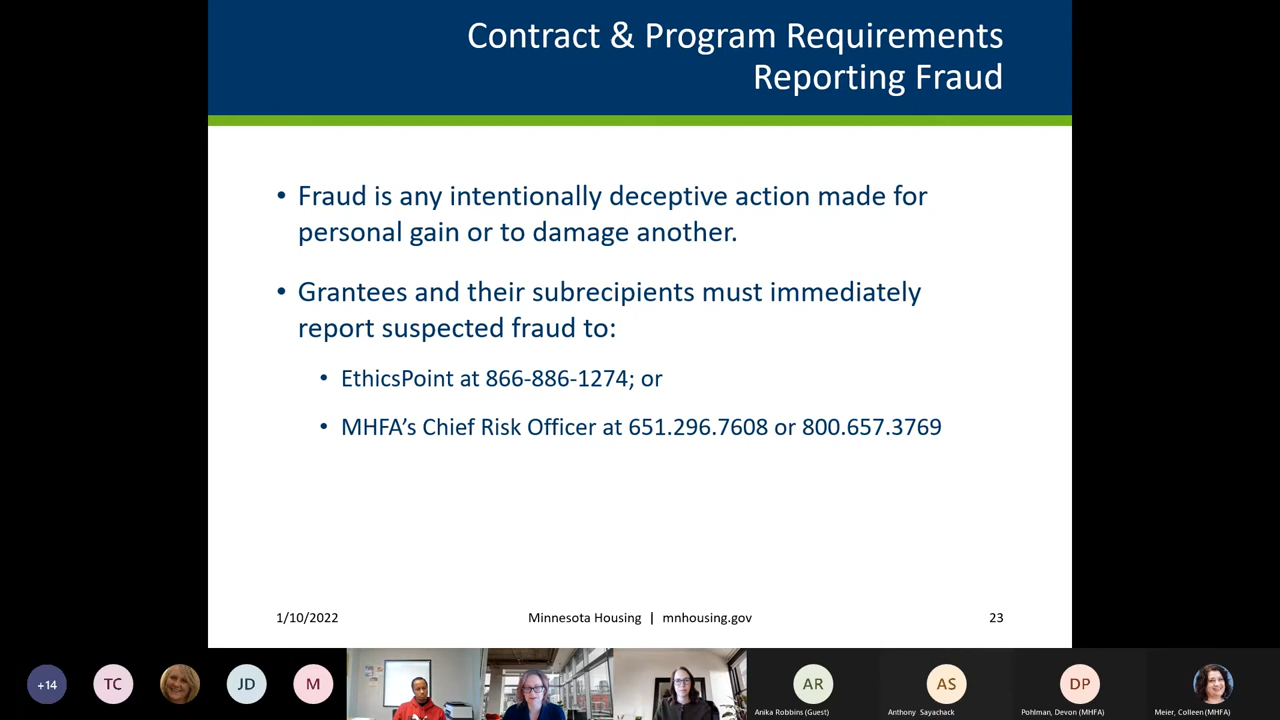 Contract & Program Requirements
Reporting Fraud
• Fraud is any intentionally deceptive action made for
personal gain or to damage another.
• Grantees and their subrecipients must immediately
report suspected fraud to:
• EthicsPoint at 866-886-1274; or
• MHFA’s Chief Risk Officer at 651.296.7608 or 800.657.3769
1/10/2022
Minnesota Housing | mnhousing.gov
23
+14
TC
JD
M
AR
Anika Robbins (Guest)
AS
Anthony Sayachack
DP
Pohlman, Devon (MHFA)
Meier, Colleen (MHFA)